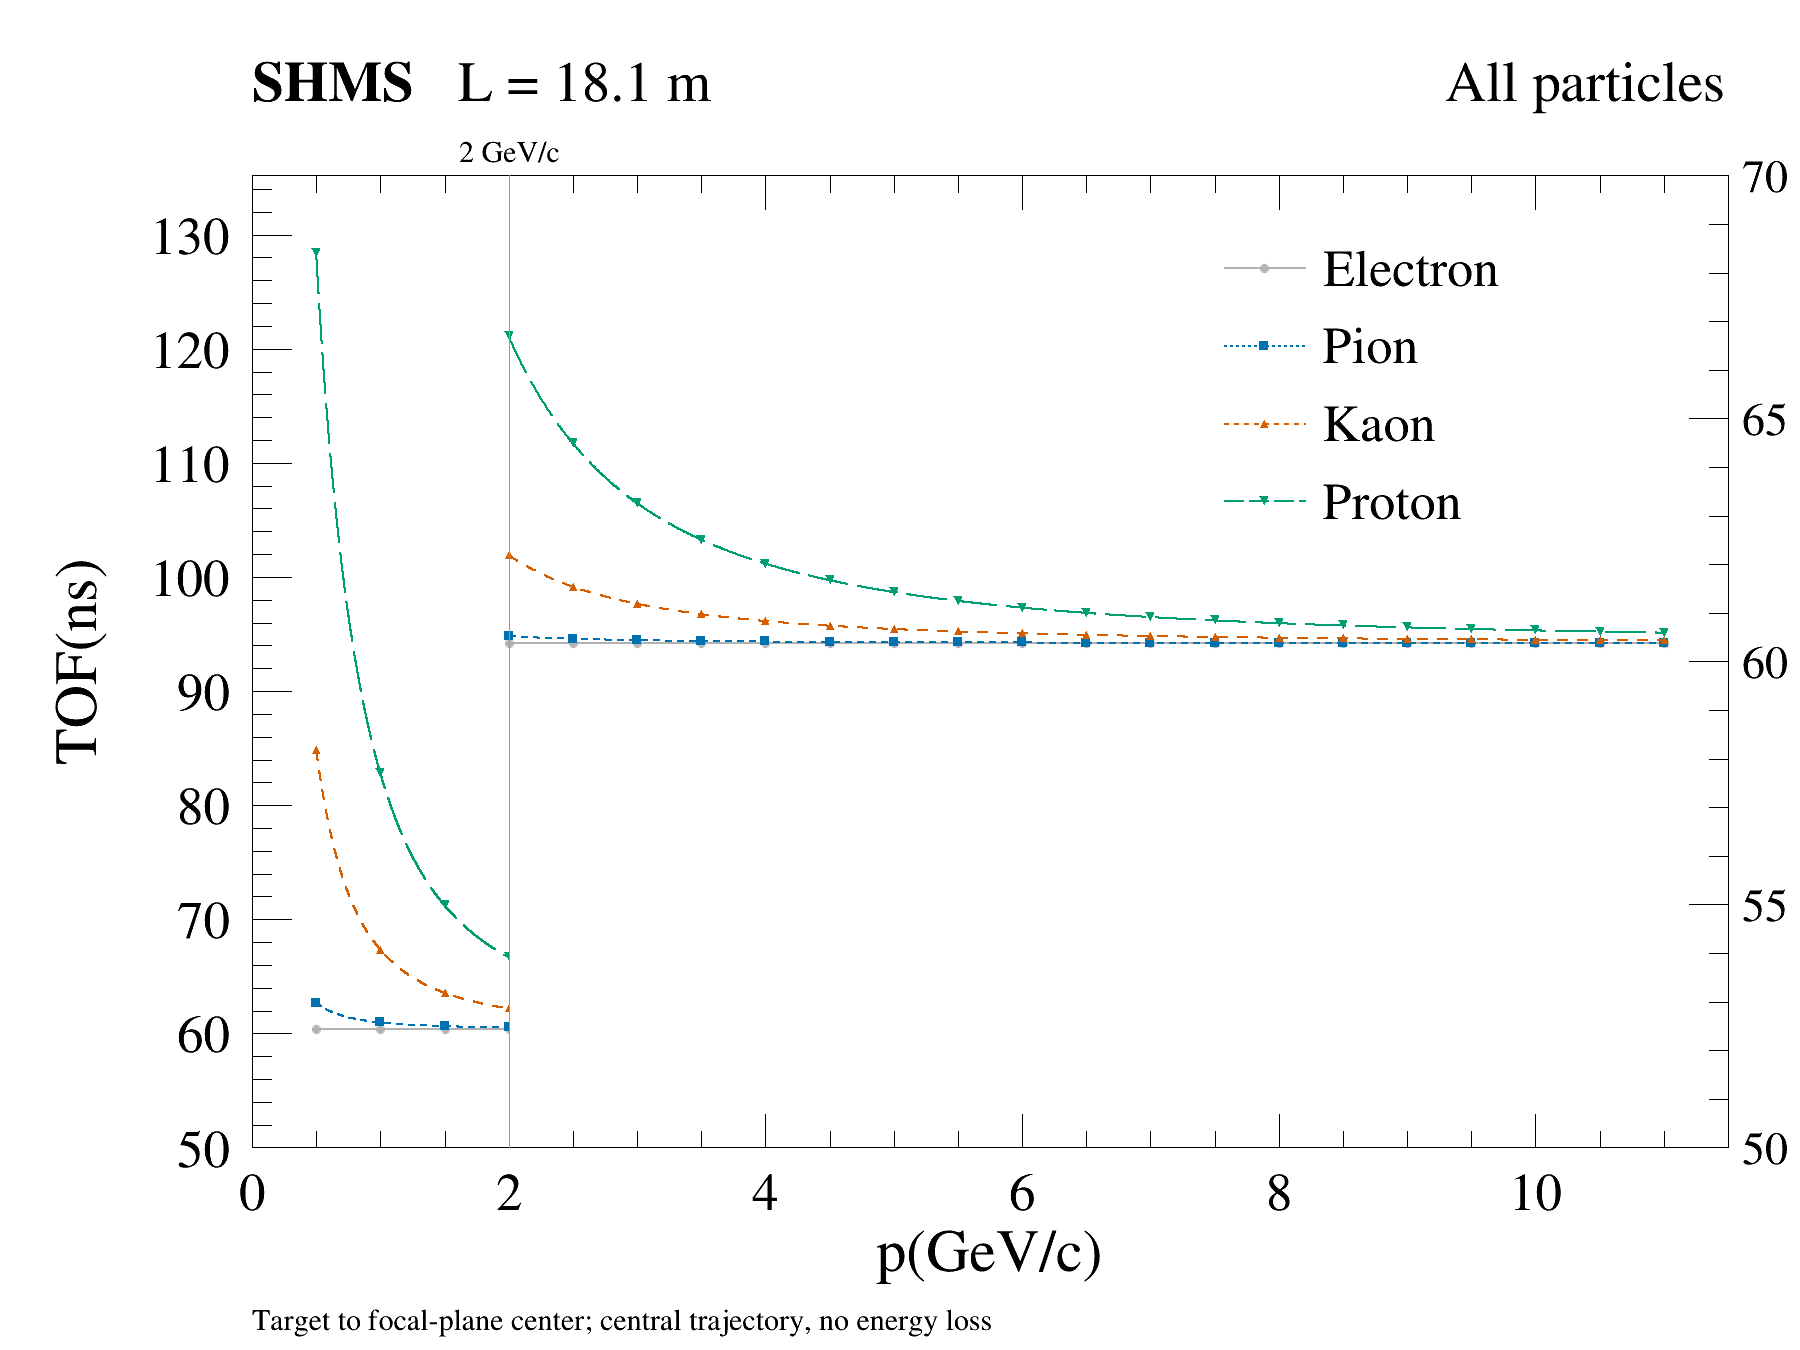 SHMS L = 18.1 m
All particles
2 GeV/c
130
120
110
100
90
80
70
60
50
TOF(ns)
70
65
60
55
50
Electron
Pion
Kaon
Proton
0 2 4 6 8 10
p(GeV/c)
Target to focal-plane center; central trajectory, no energy loss